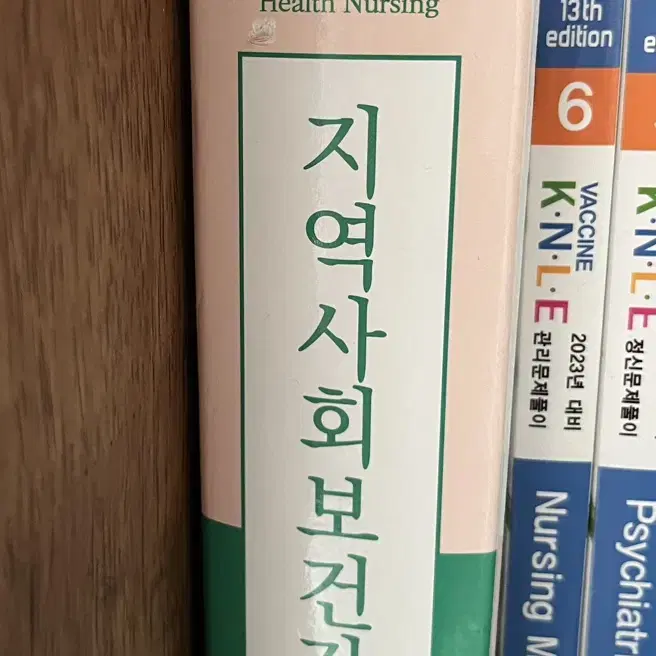 Health Nursing
지역사회보건
13th
edition
6
VACCINE
K·N·L·E
2023년 대비
관리문제풀이
Nursing
K·N·L·E
정신문제풀이